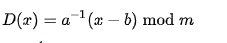 D(x) = a⁻¹(x − b) mod m